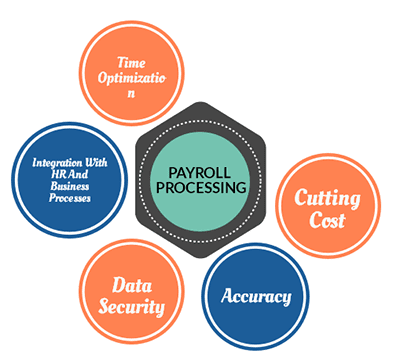 Time
Optimizatio
n
Integration With
HR And
Business
Processes
PAYROLL
PROCESSING
Cutting
Cost
Data
Security
Accuracy